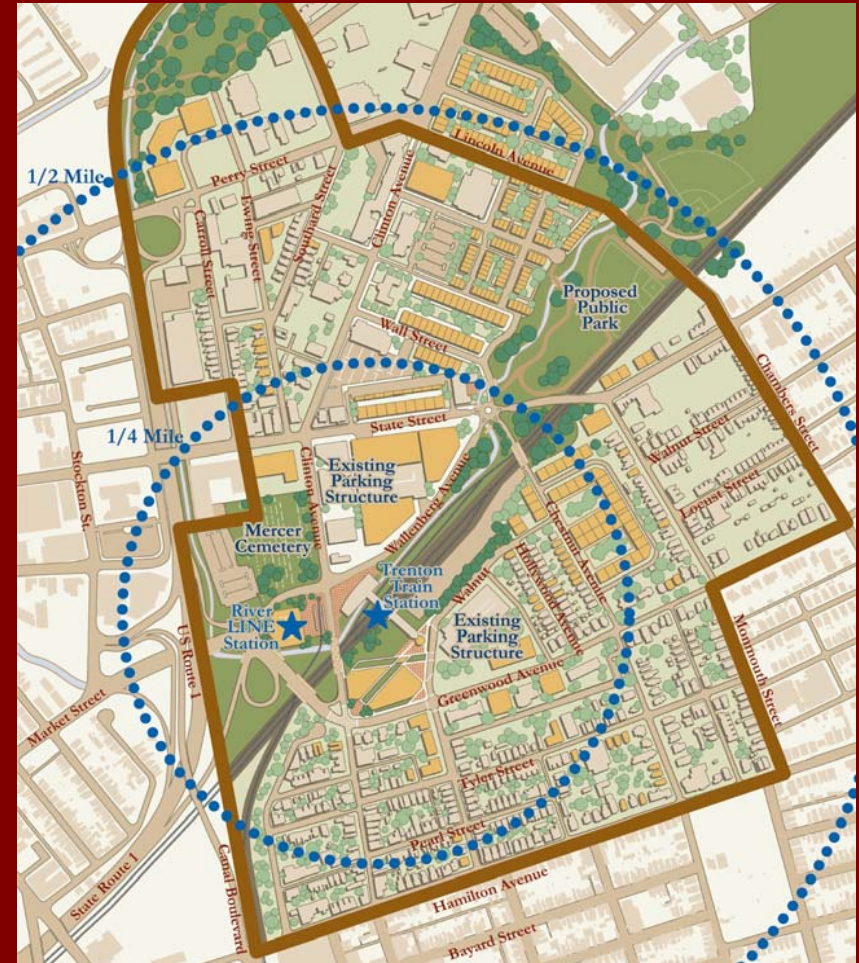 Lincoln Avenue
1/2 Mile
Perry Street
Carroll Street
Ewing Street
Southard Street
Clinton Avenue
Proposed
Public
Park
Wall Street
Chambers Street
1/4 Mile
State Street
Walnut Street
Stockton St.
Clinton Avenue
Existing
Parking
Structure
Locust Street
Mercer
Cemetery
Wallenberg Avenue
Chestnut Avenue
Hollywood Avenue
Trenton
Train
Station
Walnut
River
LINE
Station
Existing
Parking
Structure
US Route 1
Monmouth Street
Greenwood Avenue
Market Street
Tyler Street
Pearl Street
State Route 1
Canal Boulevard
Hamilton Avenue
Bayard Street